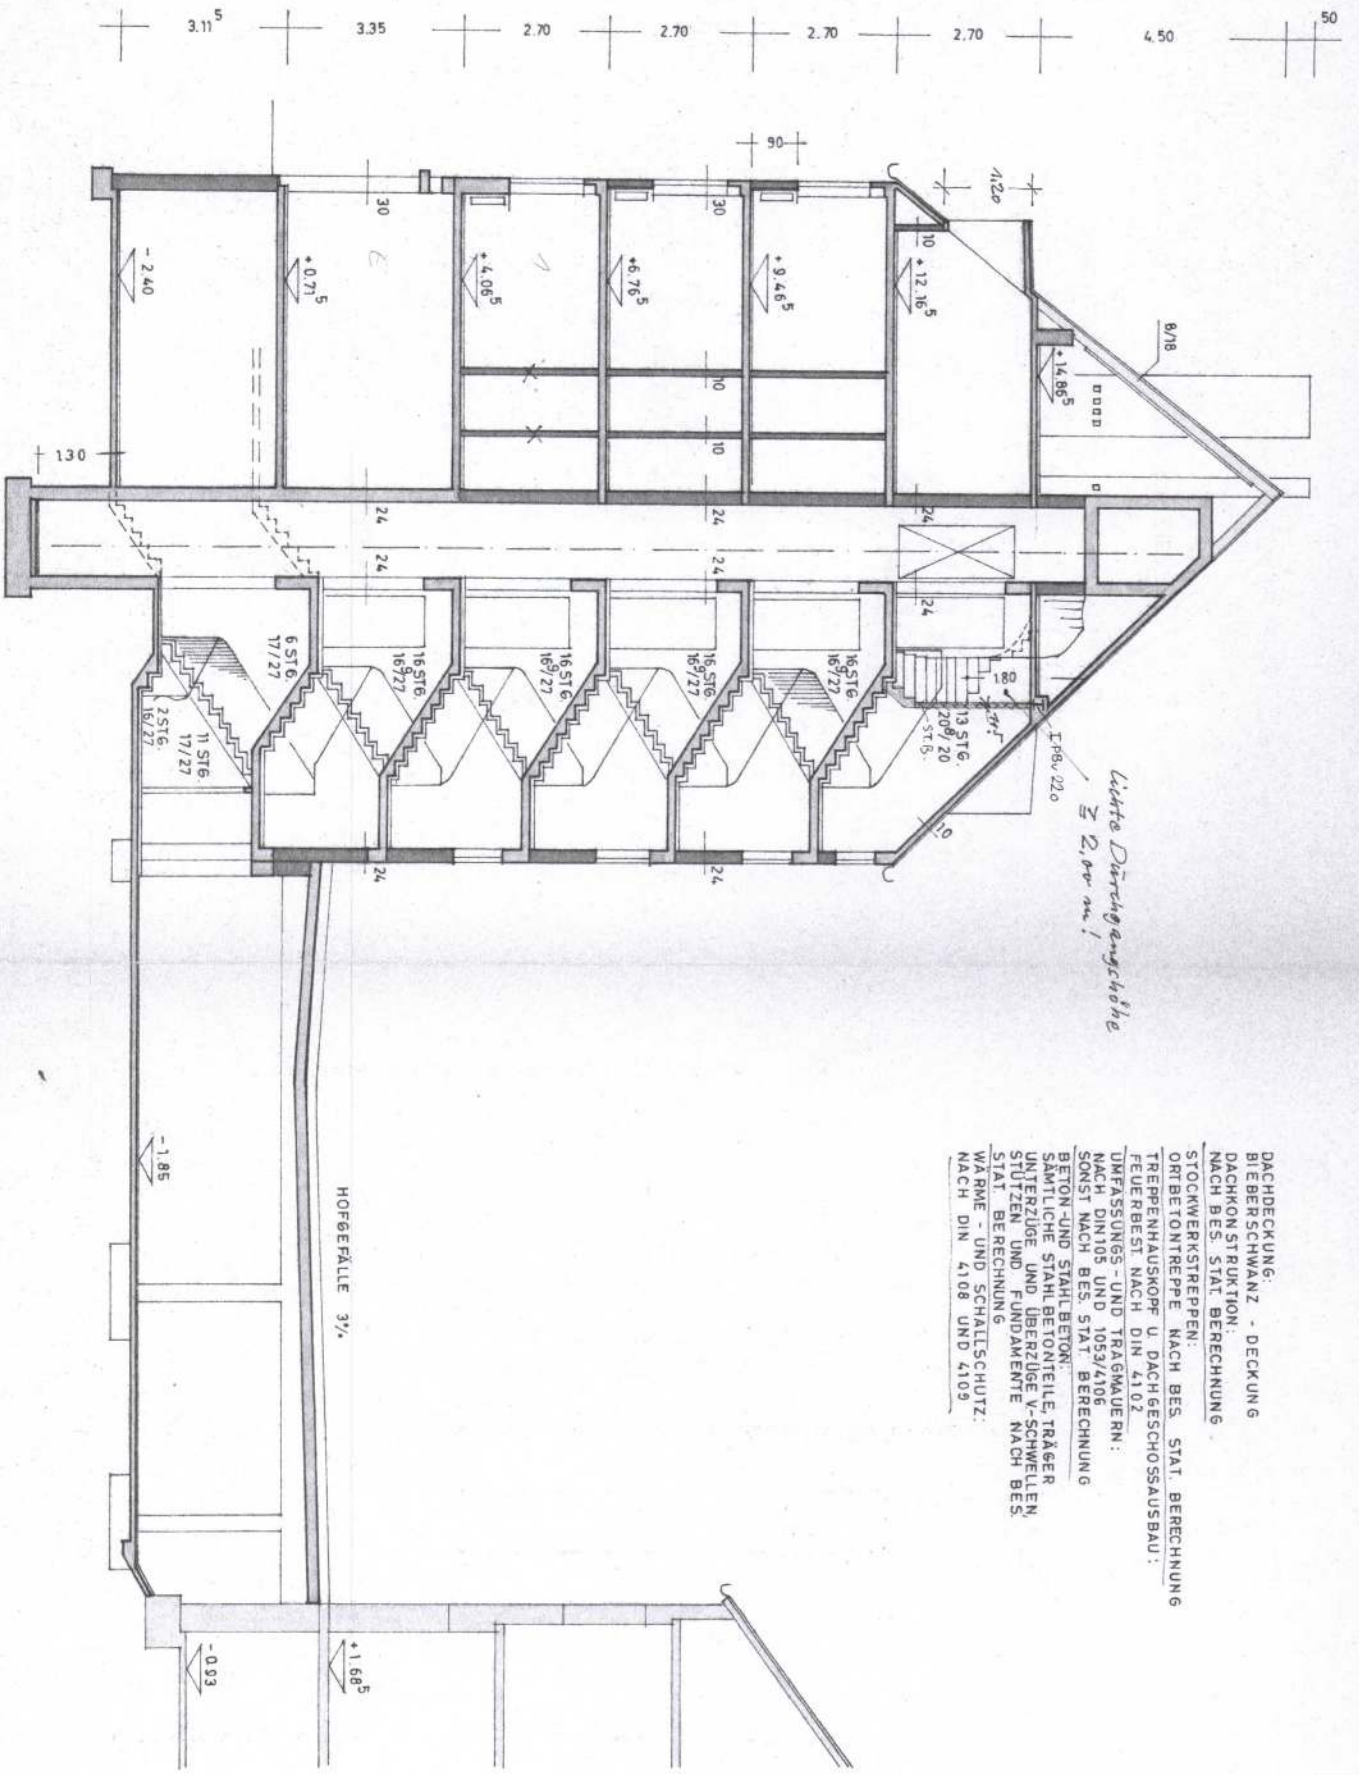 3.11⁵
3.35
2.70
2.70
2.70
2.70
4.50
50
90
1,20
30
30
10
- 2.40
+ 0.71⁵
+ 4.06⁵
+6.76⁵
+ 9.46⁵
+ 12.16⁵
+ 14.86⁵
8/18
10
10
130
24
24
24
24
24
24
6 STG.
17/27
16 STG.
16⁹/27
16 STG.
16⁹/27
16 STG.
16⁹/27
16 STG.
16⁹/27
180
13 STG.
20⁸/20
ST.B.
2 STG.
16/27
11 STG.
17/27
IPBv 220
10
24
24
Lichte Durchgangshöhe
≧ 2,00 m!
DACHDECKUNG:
BIEBERSCHWANZ - DECKUNG
DACHKONSTRUKTION:
NACH BES. STAT. BERECHNUNG
STOCKWERKSTREPPEN:
ORTBETONTREPPE NACH BES. STAT. BERECHNUNG
TREPPENHAUSKOPF U. DACHGESCHOSSAUSBAU:
FEUERBEST. NACH DIN 4102
UMFASSUNGS - UND TRAGMAUERN:
NACH DIN 105 UND 1053/4106
SONST NACH BES. STAT. BERECHNUNG
BETON - UND STAHLBETON:
SÄMTLICHE STAHLBETONTEILE, TRÄGER
UNTERZÜGE UND ÜBERZÜGE V-SCHWELLEN,
STÜTZEN UND FUNDAMENTE NACH BES.
STAT. BERECHNUNG
WÄRME - UND SCHALLSCHUTZ:
NACH DIN 4108 UND 4109
HOFGEFÄLLE 3%
- 1.85
- 0.93
+ 1.68⁵